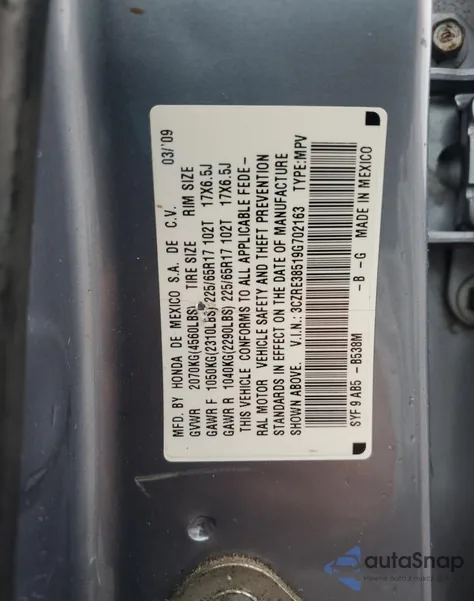 MFD. BY HONDA DE MEXICO S.A. DE C.V. 03/'09
GVWR 2070KG(4560LBS) TIRE SIZE RIM SIZE
GAWR F 1050KG(2310LBS) 225/65R17 102T 17X6.5J
GAWR R 1040KG(2290LBS) 225/65R17 102T 17X6.5J
THIS VEHICLE CONFORMS TO ALL APPLICABLE FEDE-
RAL MOTOR VEHICLE SAFETY AND THEFT PREVENTION
STANDARDS IN EFFECT ON THE DATE OF MANUFACTURE
SHOWN ABOVE. V.I.N.: 3CZRE38519G702163 TYPE:MPV
SYF 9 AB5 -B538M -B -G MADE IN MEXICO
autaSnap